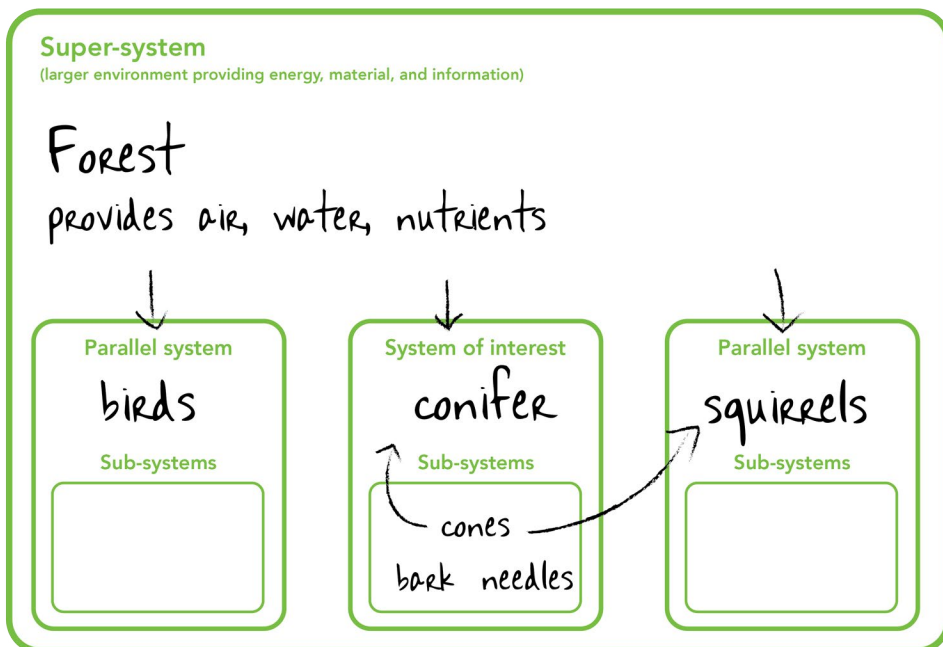 Super-system
(larger environment providing energy, material, and information)
Forest
provides air, water, nutrients
Parallel system
birds
Sub-systems
System of interest
conifer
Sub-systems
cones
bark needles
Parallel system
squirrels
Sub-systems